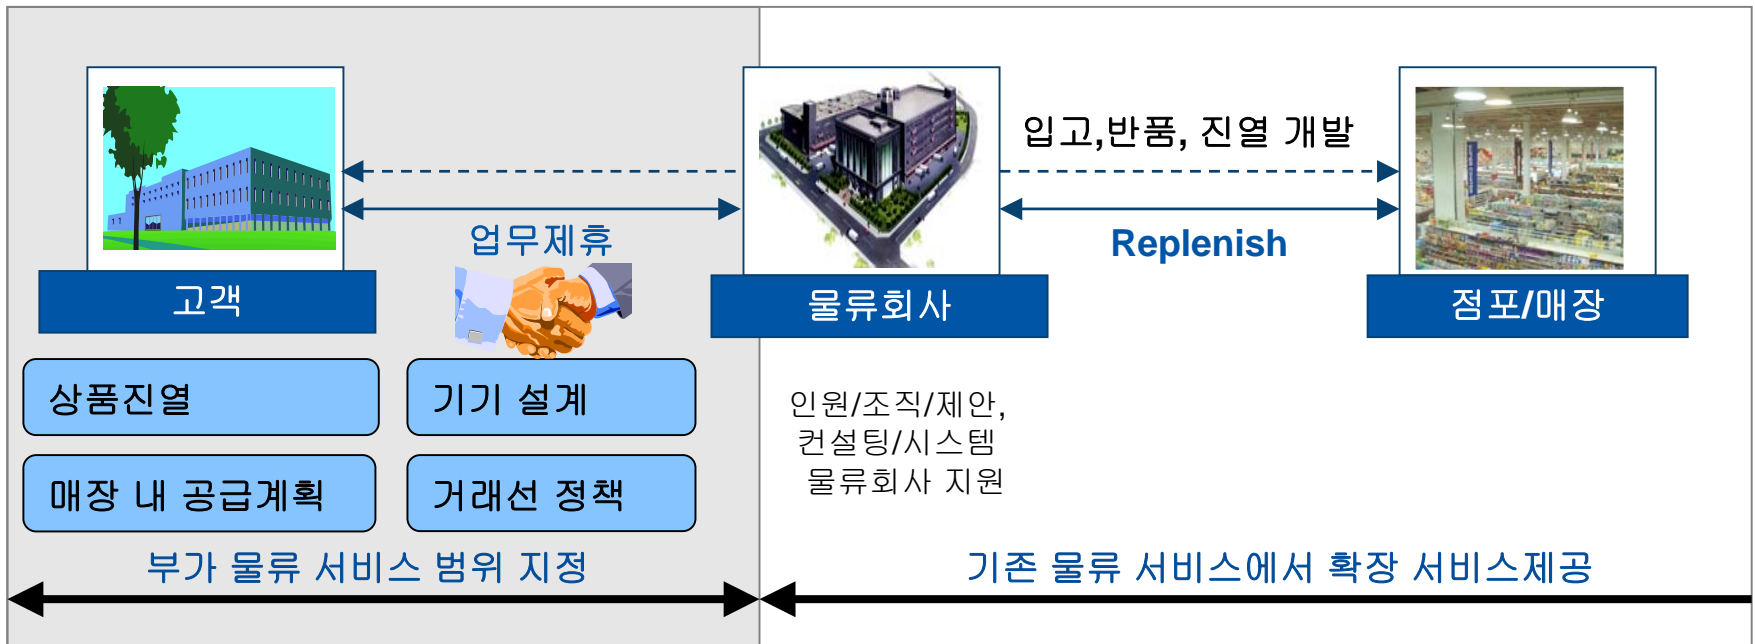 입고,반품, 진열 개발
업무제휴
Replenish
고객
물류회사
점포/매장
상품진열
기기 설계
매장 내 공급계획
거래선 정책
인원/조직/제안,
컨설팅/시스템
물류회사 지원
부가 물류 서비스 범위 지정
기존 물류 서비스에서 확장 서비스제공